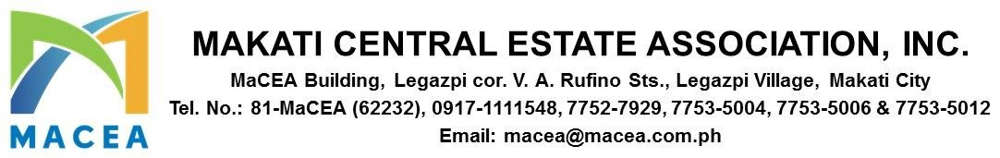 MACEA
MAKATI CENTRAL ESTATE ASSOCIATION, INC.
MaCEA Building, Legazpi cor. V. A. Rufino Sts., Legazpi Village, Makati City
Tel. No.: 81-MaCEA (62232), 0917-1111548, 7752-7929, 7753-5004, 7753-5006 & 7753-5012
Email: macea@macea.com.ph